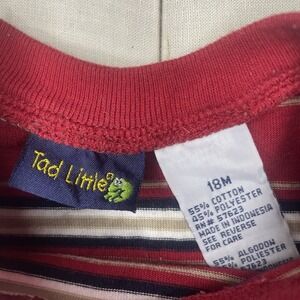 Tad Little
18M
55% COTTON
45% POLYESTER
RN# 57623
MADE IN INDONESIA
SEE REVERSE
FOR CARE
55% ALGODON
POLIESTER
57623